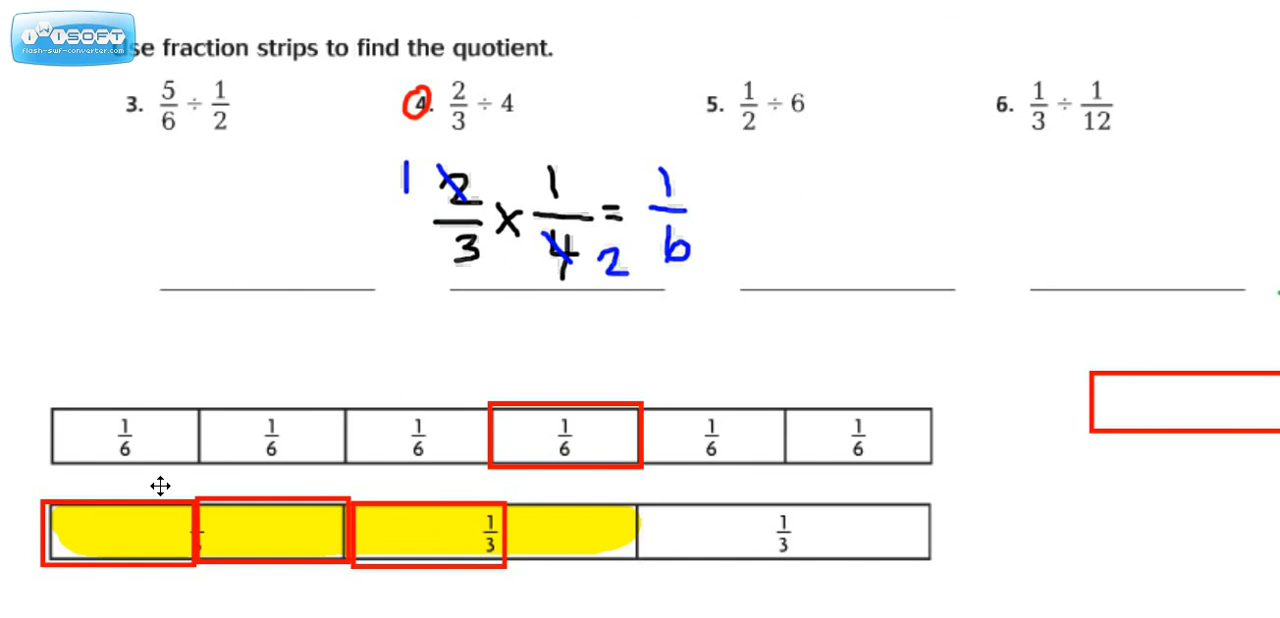 iWiSOFT
flash-swf-converter.com
se fraction strips to find the quotient.
3. 5/6 ÷ 1/2
4. 2/3 ÷ 4
5. 1/2 ÷ 6
6. 1/3 ÷ 1/12
1 2/3 x 1/4 2 = 1/6
1/6 1/6 1/6 1/6 1/6 1/6
1/3 1/3